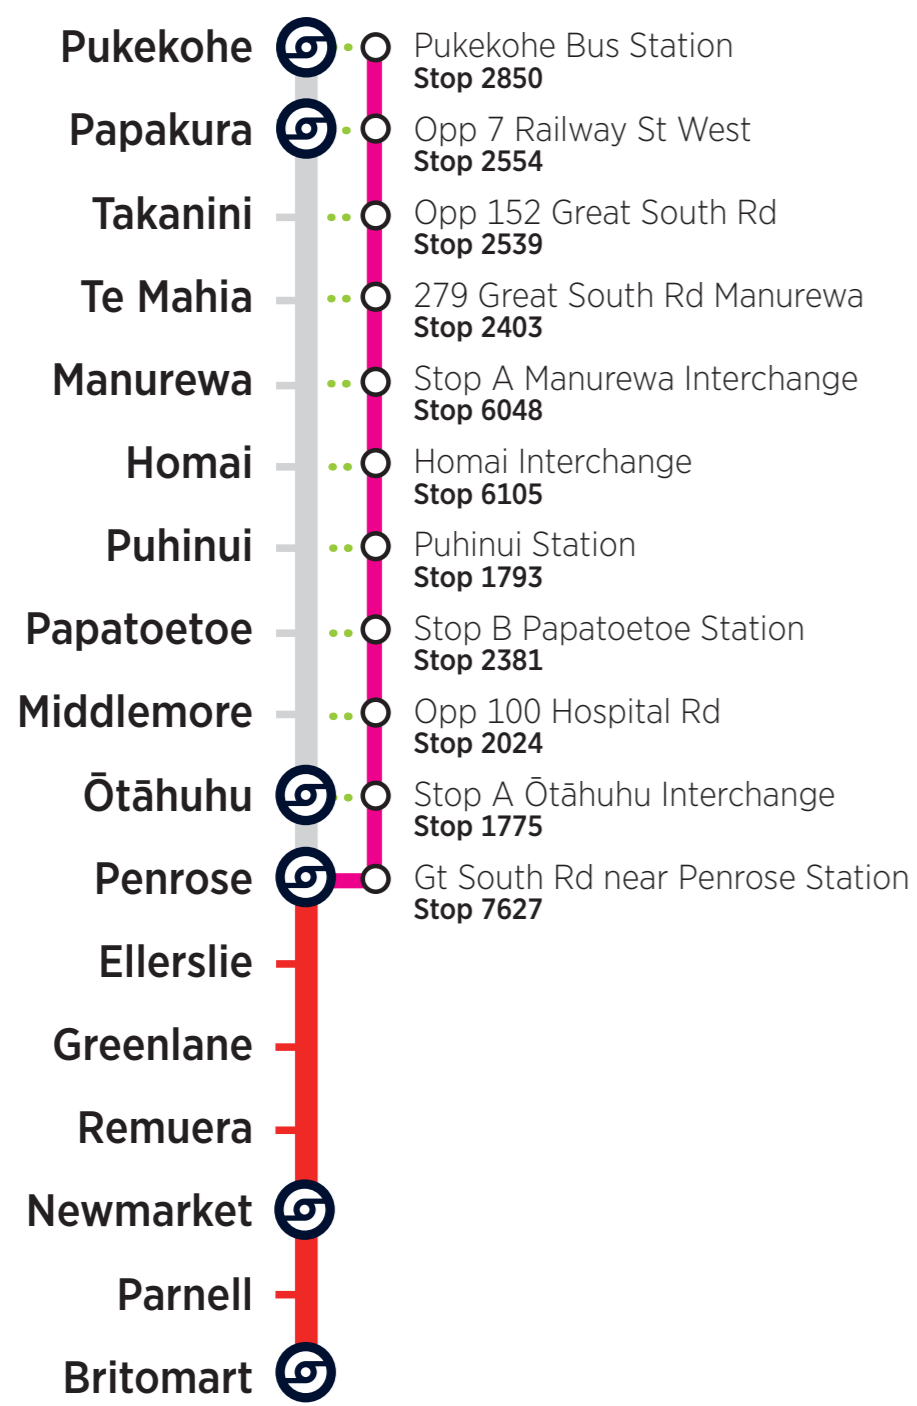 Pukekohe
Pukekohe Bus Station
Stop 2850
Papakura
Opp 7 Railway St West
Stop 2554
Takanini
Opp 152 Great South Rd
Stop 2539
Te Mahia
279 Great South Rd Manurewa
Stop 2403
Manurewa
Stop A Manurewa Interchange
Stop 6048
Homai
Homai Interchange
Stop 6105
Puhinui
Puhinui Station
Stop 1793
Papatoetoe
Stop B Papatoetoe Station
Stop 2381
Middlemore
Opp 100 Hospital Rd
Stop 2024
Ōtāhuhu
Stop A Ōtāhuhu Interchange
Stop 1775
Penrose
Gt South Rd near Penrose Station
Stop 7627
Ellerslie
Greenlane
Remuera
Newmarket
Parnell
Britomart